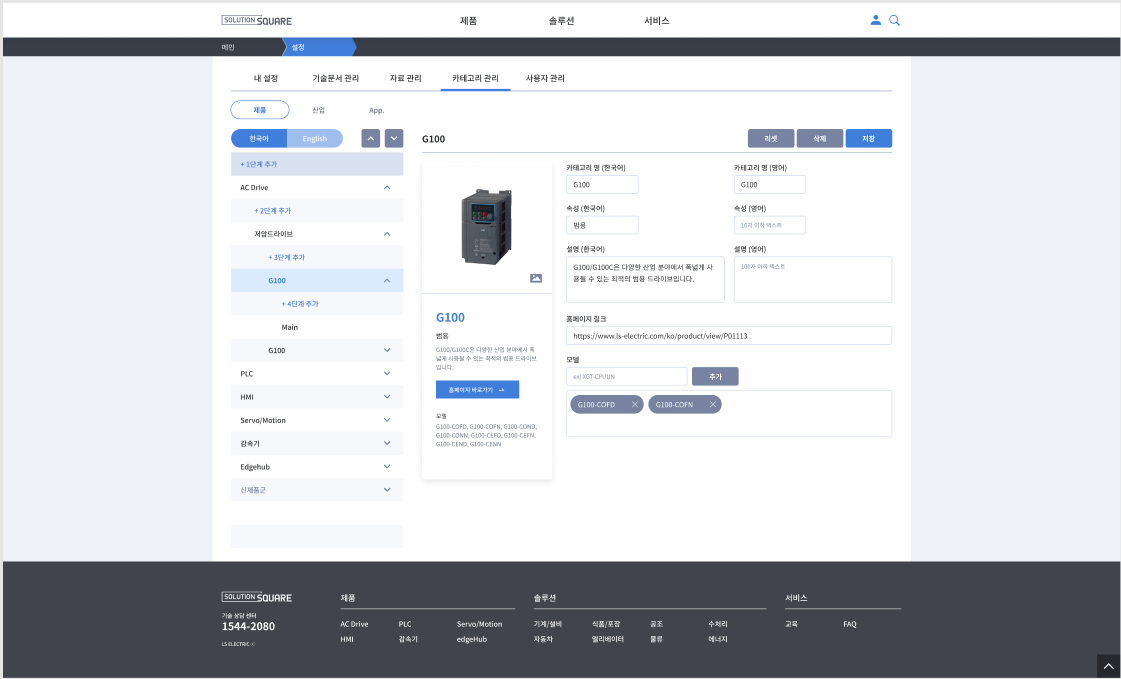 SOLUTION SQUARE
제품
솔루션
서비스
메인
설정
내 설정
기술문서 관리
자료 관리
카테고리 관리
사용자 관리
제품
산업
App.
한국어
English
+ 1단계 추가
AC Drive
+ 2단계 추가
저압드라이브
+ 3단계 추가
G100
+ 4단계 추가
Main
G100
PLC
HMI
Servo/Motion
감속기
Edgehub
신제품군
G100
리셋
삭제
저장
G100
범용
G100/G100C은 다양한 산업 분야에서 폭
넓게 사용될 수 있는 최적의 범용 드라이브
입니다.
홈페이지 바로가기 →
모델
G100-COFD, G100-COFN, G100-COND,
G100-CONN, G100-CEFD, G100-CEFN,
G100-CEND, G100-CENN
카테고리 명 (한국어)
카테고리 명 (영어)
G100
G100
속성 (한국어)
속성 (영어)
범용
10자 이하 텍스트
설명 (한국어)
설명 (영어)
G100/G100C은 다양한 산업 분야에서 폭넓게 사
용될 수 있는 최적의 범용 드라이브입니다.
100자 이하 텍스트
홈페이지 링크
https://www.ls-electric.com/ko/product/view/P01113
모델
ex) XGT-CPUUN
추가
G100-COFD
G100-COFN
SOLUTION SQUARE
기술 상담 센터
1544-2080
LS ELECTRIC ⓒ
제품
AC Drive
PLC
Servo/Motion
HMI
감속기
edgeHub
솔루션
기계/설비
식품/포장
공조
수처리
자동차
엘리베이터
물류
에너지
서비스
교육
FAQ